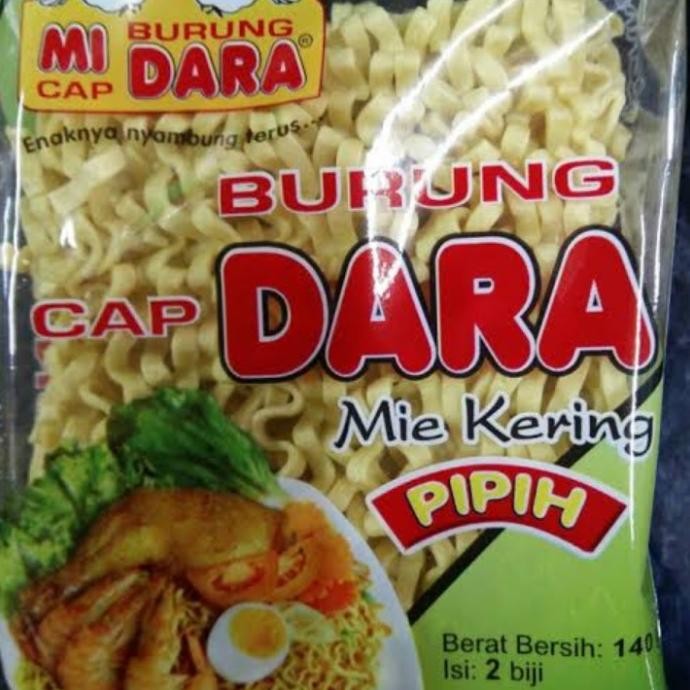 MI BURUNG
CAP DARA®
Enaknya nyambung terus...
BURUNG
CAP DARA
Mie Kering
PIPIH
Berat Bersih: 140
Isi: 2 biji